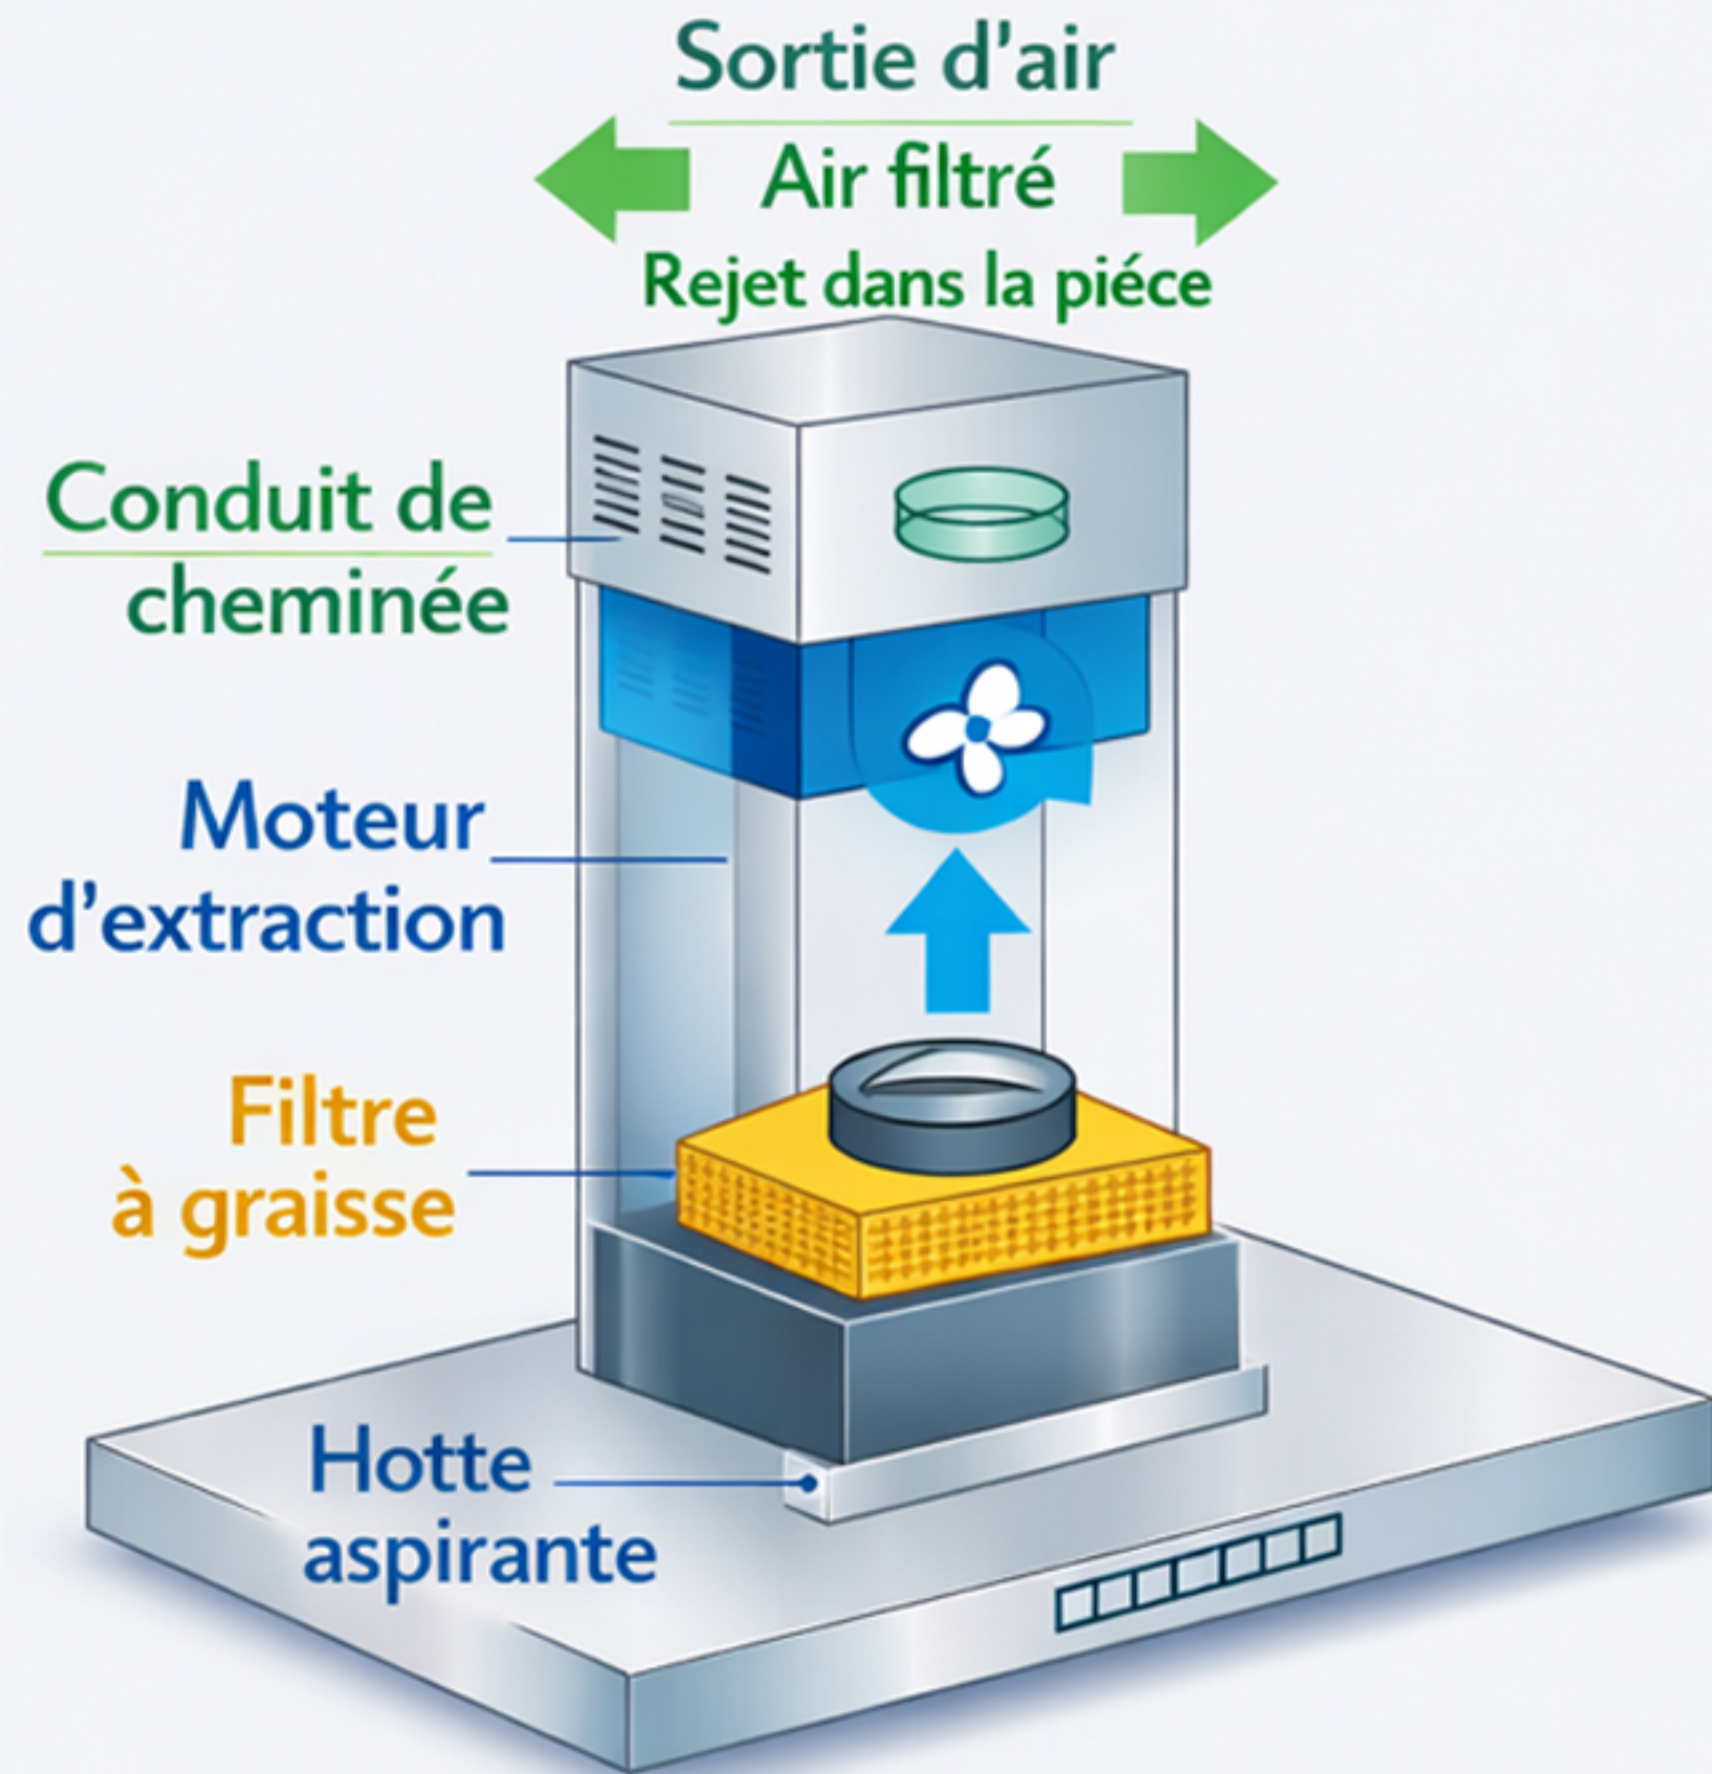 Sortie d'air
Air filtré
Rejet dans la piéce
Conduit de
cheminée
Moteur
d'extraction
Filtre
à graisse
Hotte
aspirante